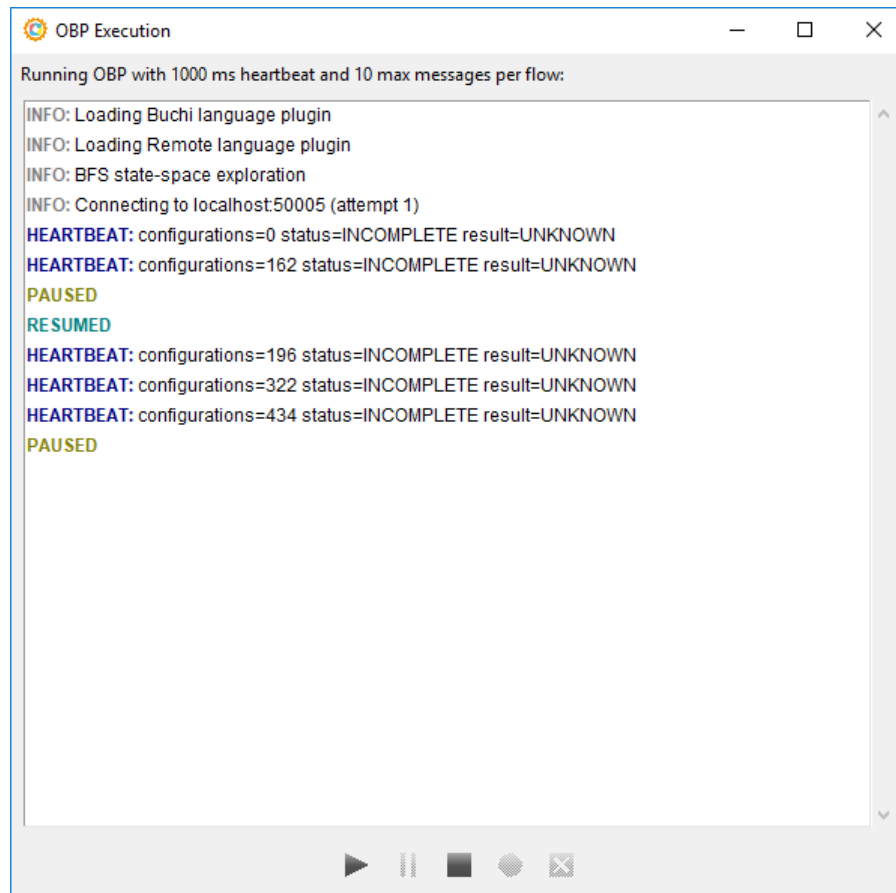 OBP Execution
Running OBP with 1000 ms heartbeat and 10 max messages per flow:
INFO: Loading Buchi language plugin
INFO: Loading Remote language plugin
INFO: BFS state-space exploration
INFO: Connecting to localhost:50005 (attempt 1)
HEARTBEAT: configurations=0 status=INCOMPLETE result=UNKNOWN
HEARTBEAT: configurations=162 status=INCOMPLETE result=UNKNOWN
PAUSED
RESUMED
HEARTBEAT: configurations=196 status=INCOMPLETE result=UNKNOWN
HEARTBEAT: configurations=322 status=INCOMPLETE result=UNKNOWN
HEARTBEAT: configurations=434 status=INCOMPLETE result=UNKNOWN
PAUSED